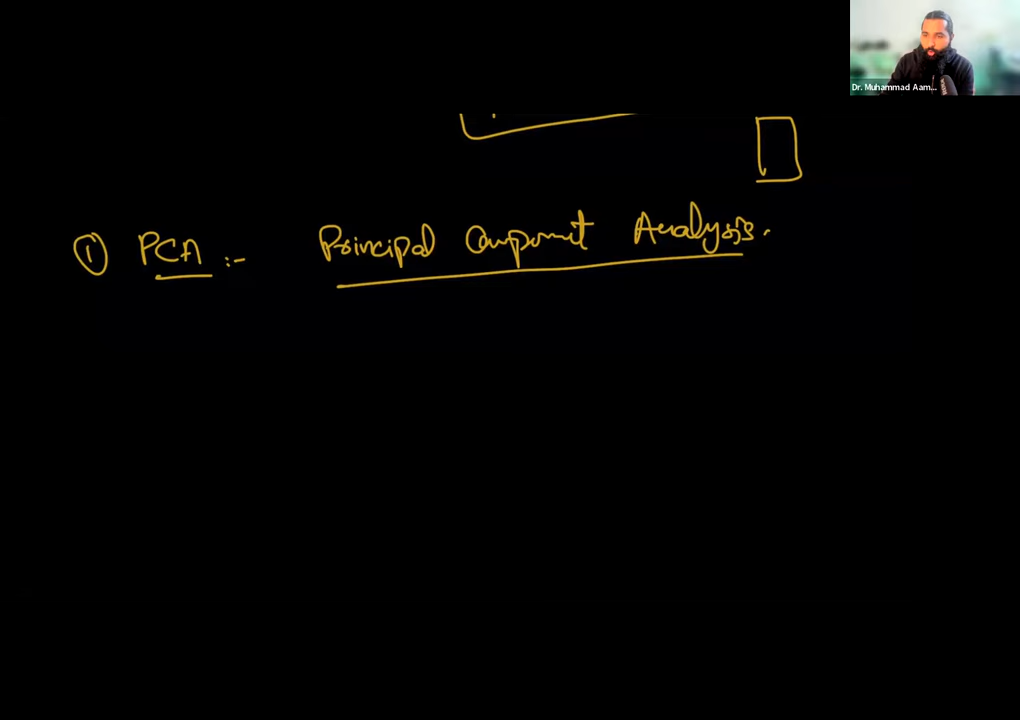 Dr. Muhammad Aam...
① PCA :- Principal Component Analysis.